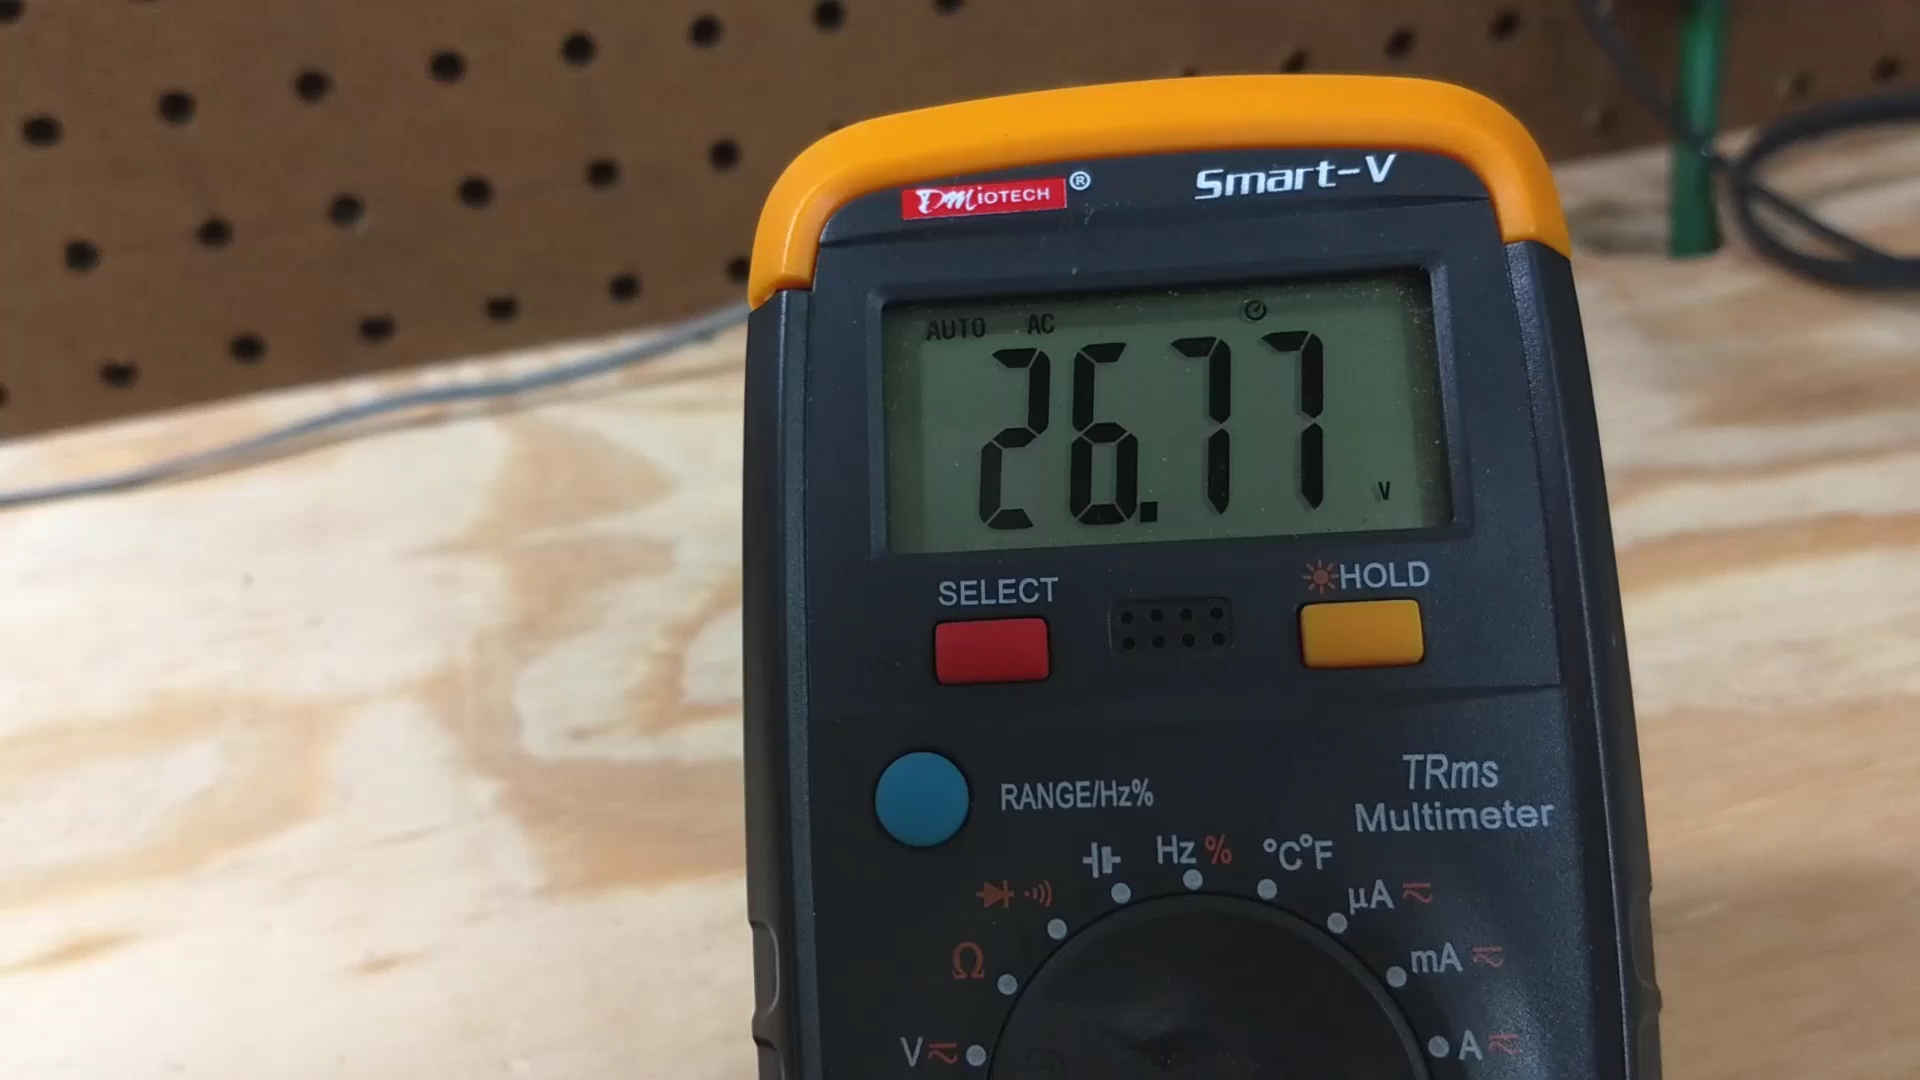 DMiOTECH ® Smart-V
AUTO AC
26.77 V
SELECT HOLD
RANGE/Hz%
TRms
Multimeter
Hz % °C°F
µA
Ω mA
V A